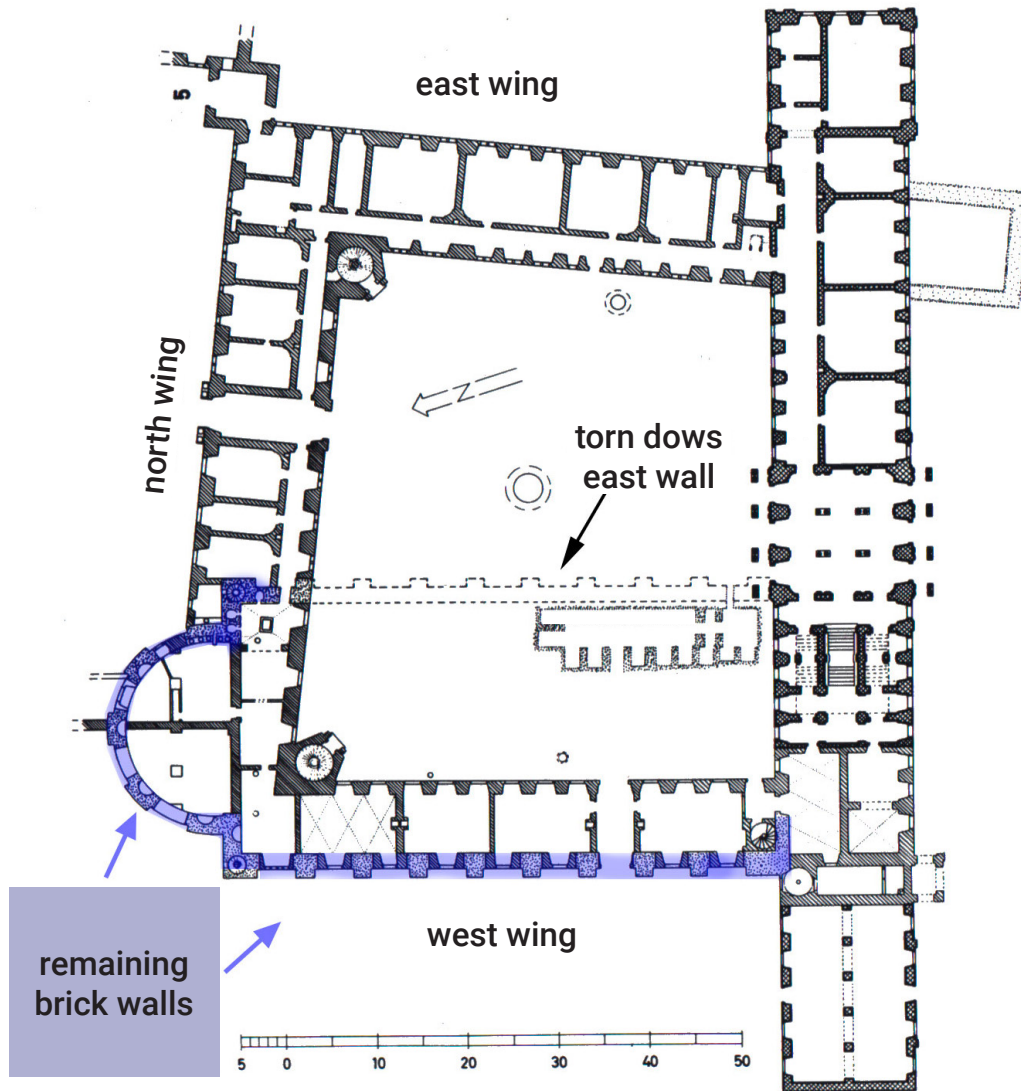 east wing
5
north wing
N
torn dows
east wall
west wing
remaining
brick walls
5 0 10 20 30 40 50